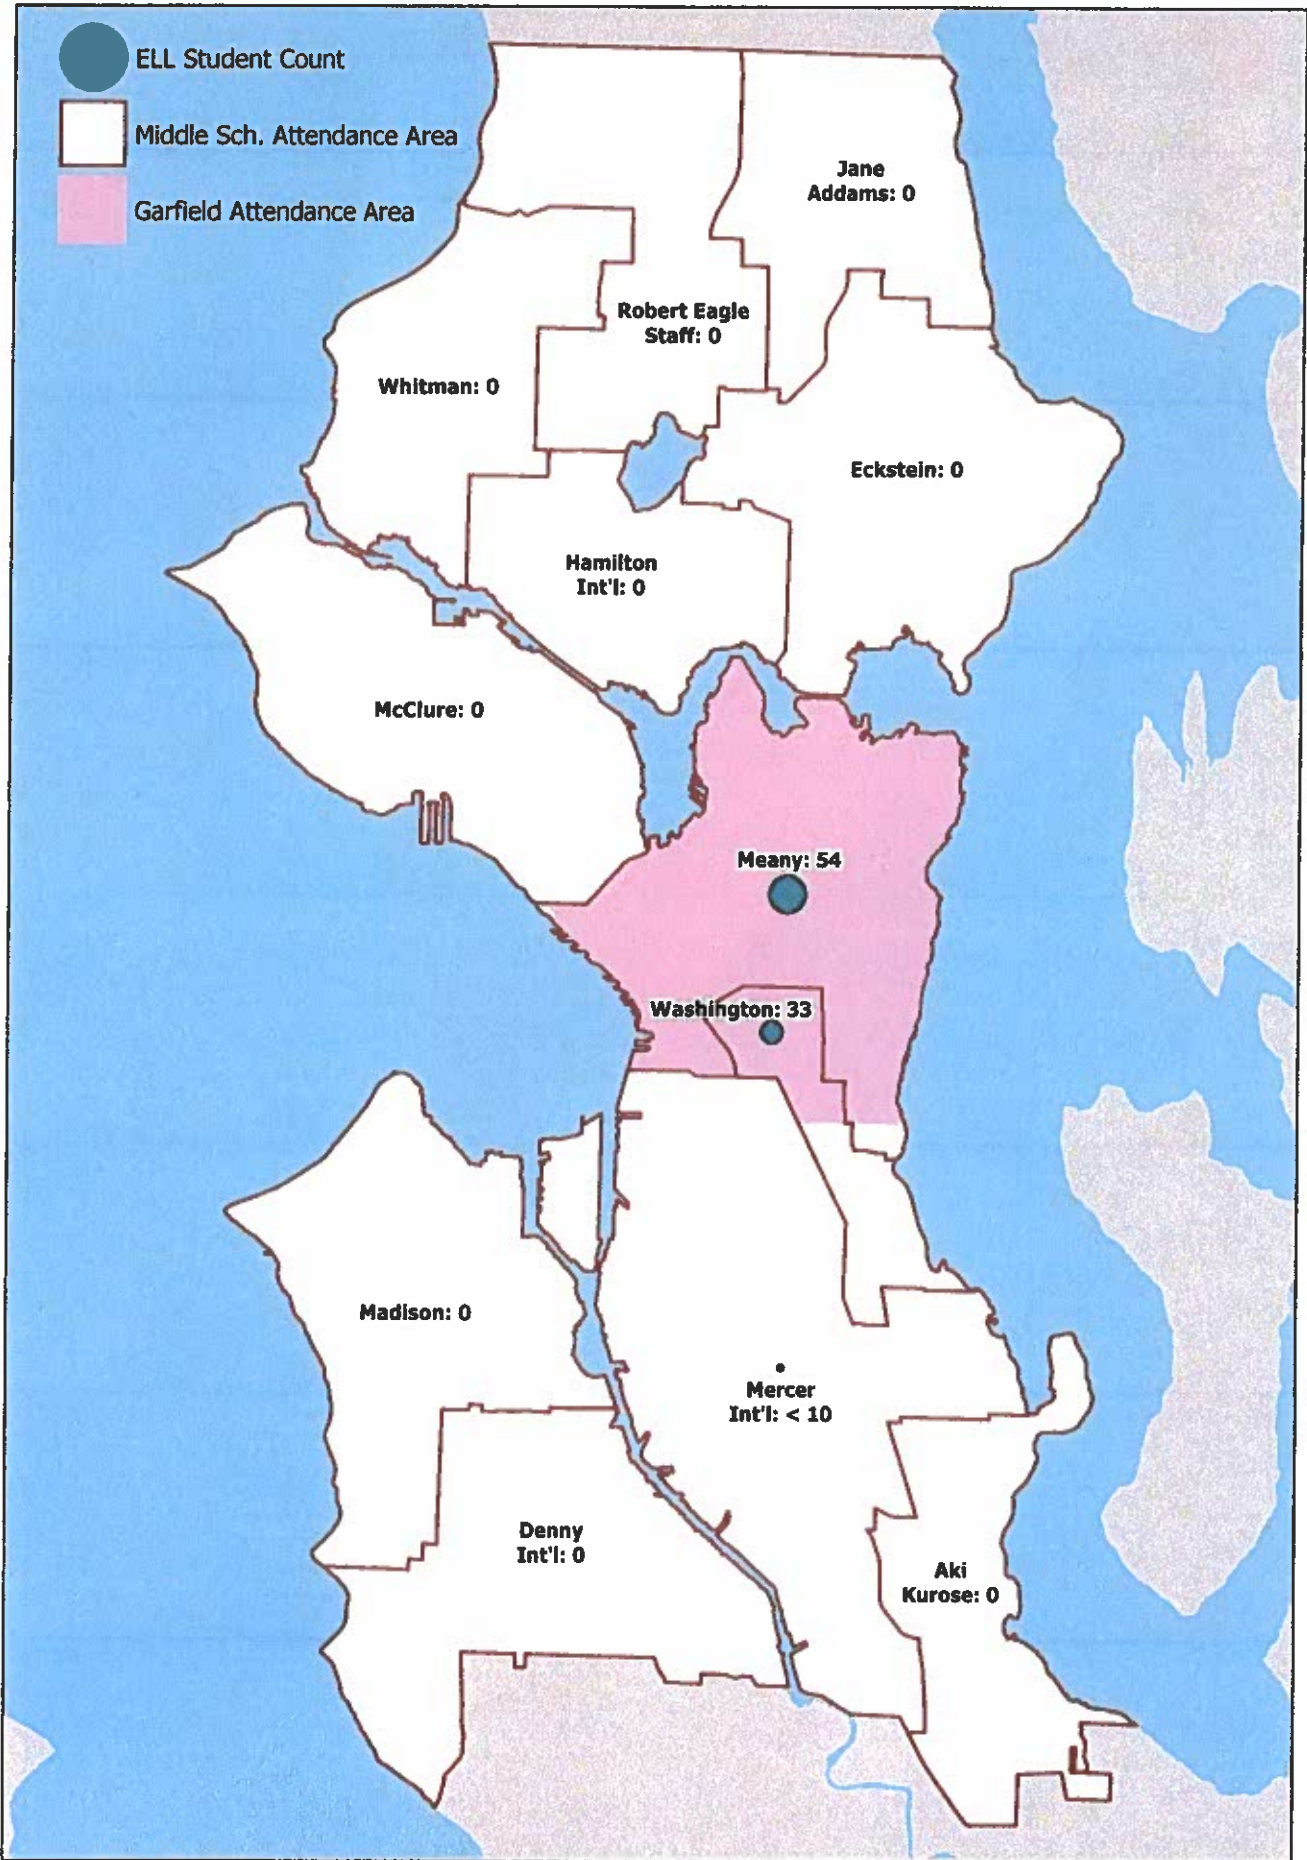 ELL Student Count
Middle Sch. Attendance Area
Garfield Attendance Area
Jane
Addams: 0
Robert Eagle
Staff: 0
Whitman: 0
Eckstein: 0
Hamilton
Int'l: 0
McClure: 0
Meany: 54
Washington: 33
Madison: 0
Mercer
Int'l: < 10
Denny
Int'l: 0
Aki
Kurose: 0